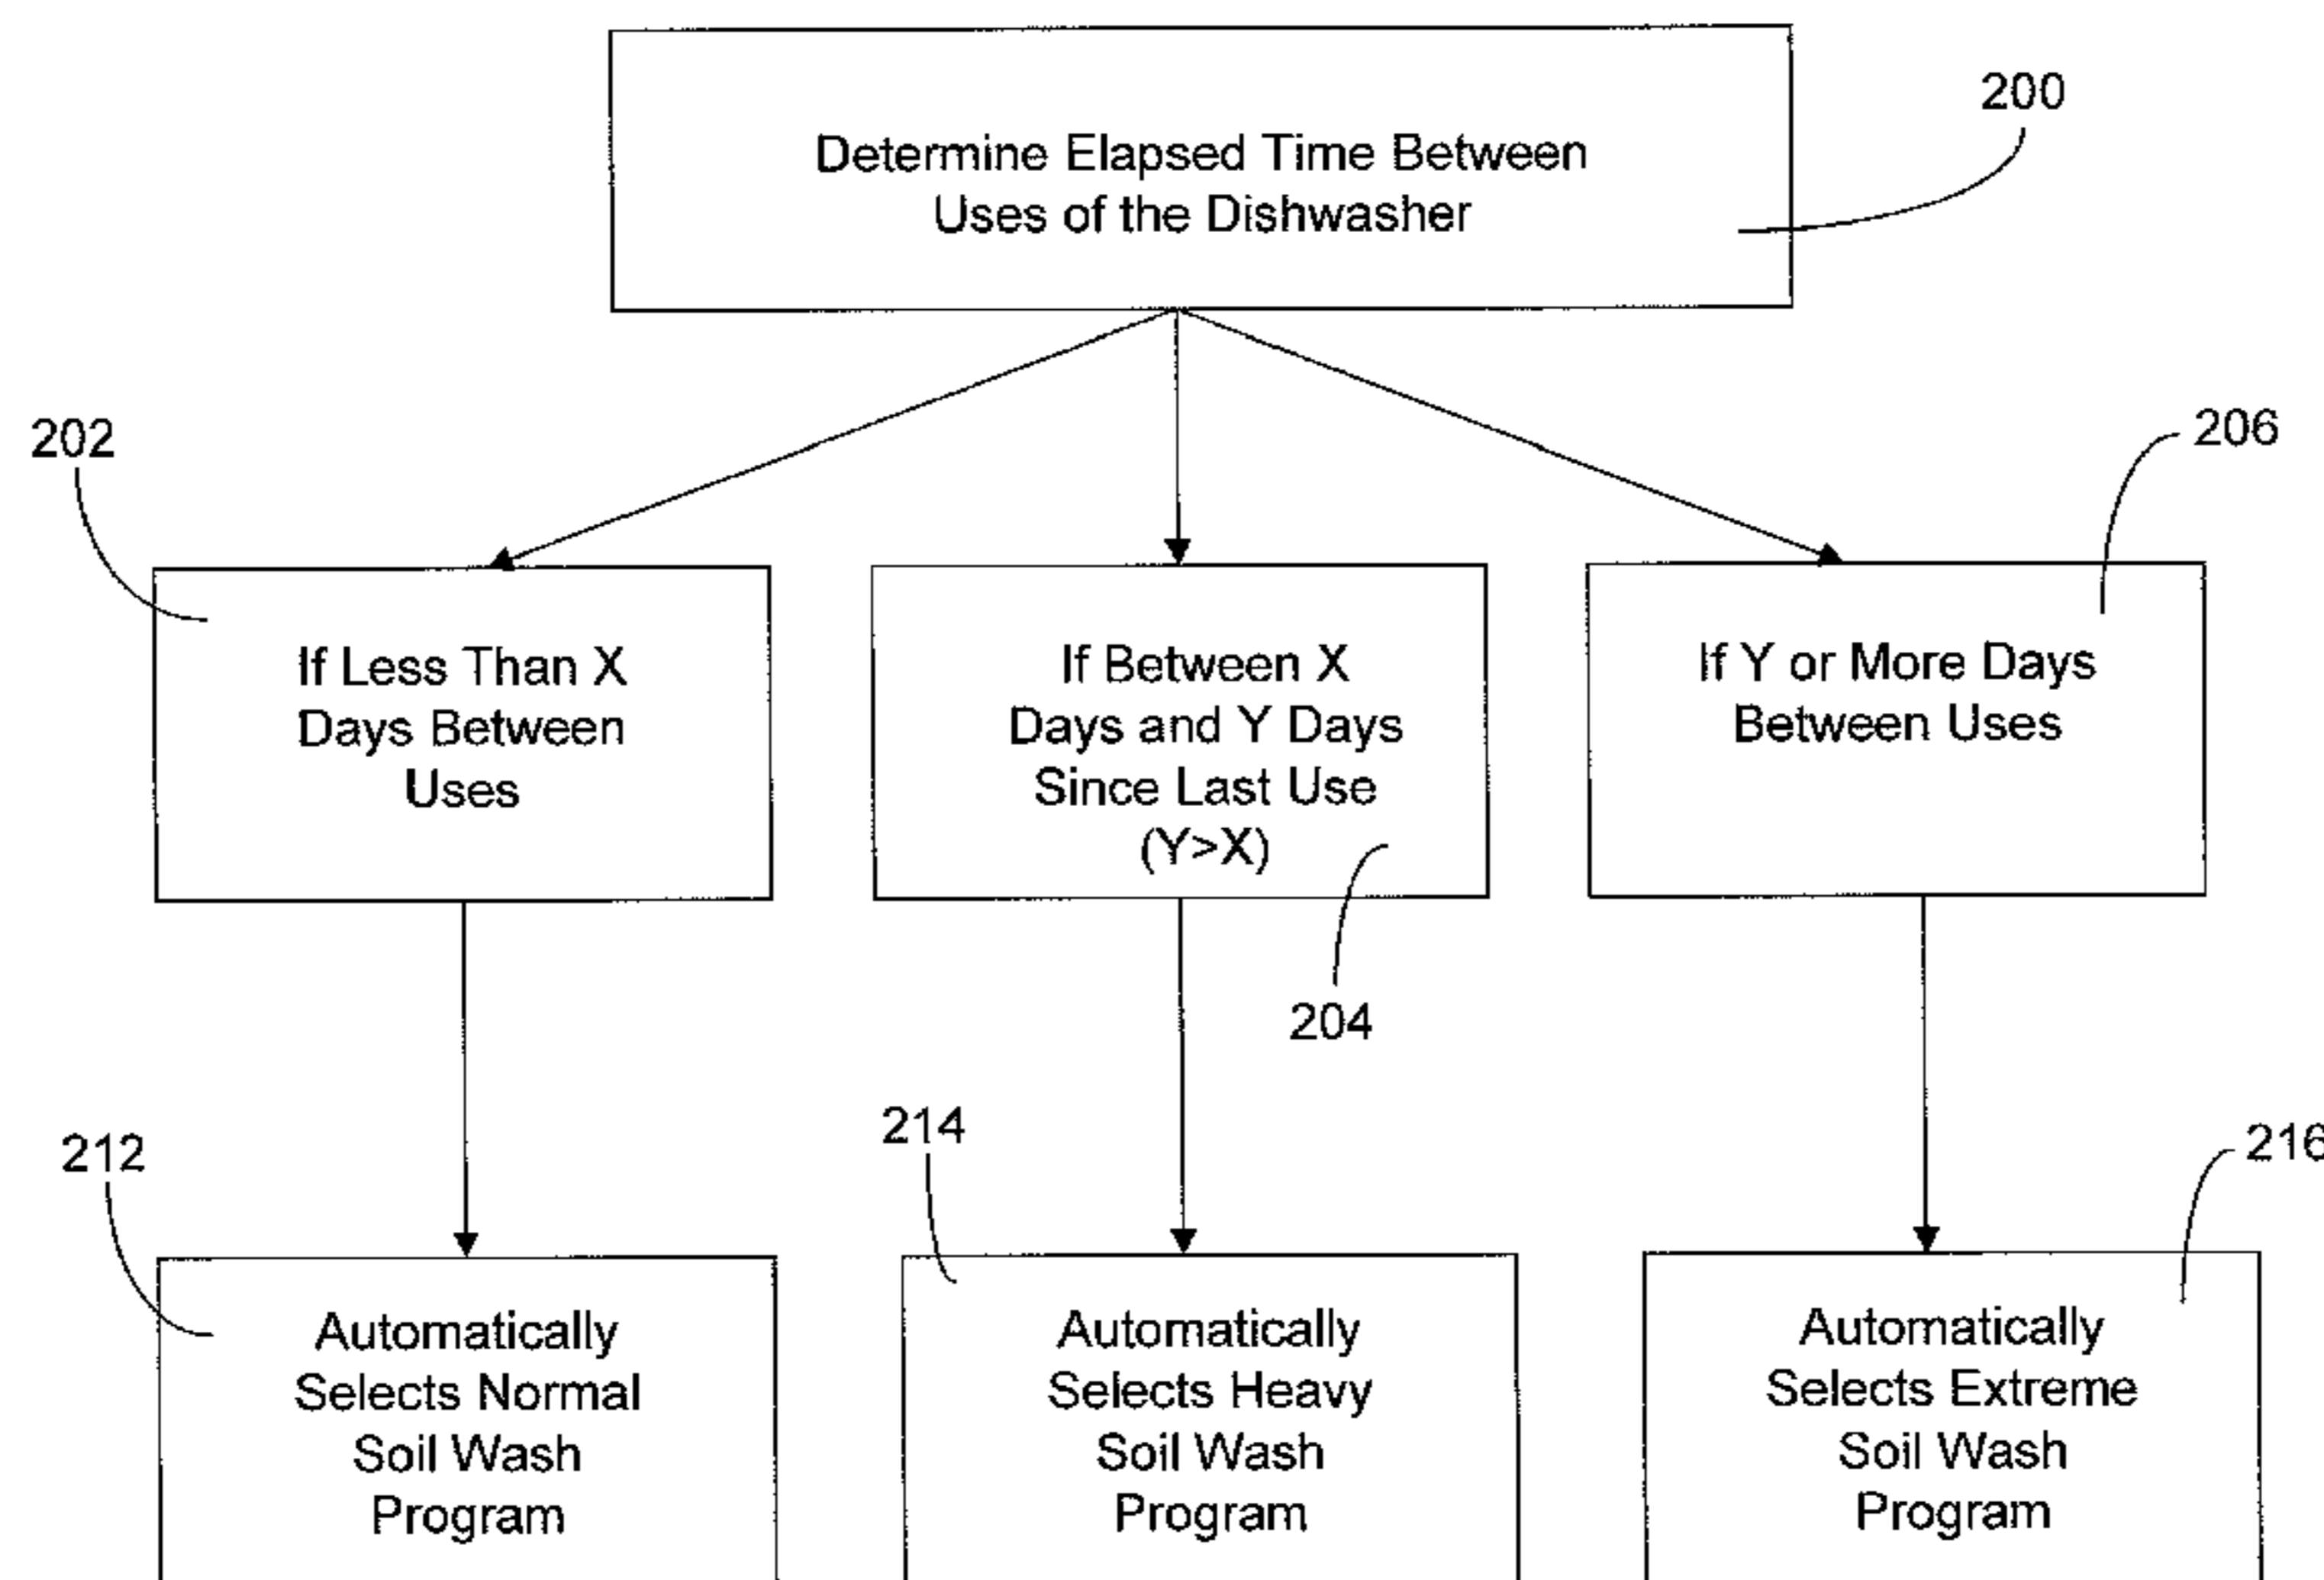 200
Determine Elapsed Time Between
Uses of the Dishwasher
202
206
If Less Than X
Days Between
Uses
If Between X
Days and Y Days
Since Last Use
(Y>X)
If Y or More Days
Between Uses
204
212
214
216
Automatically
Selects Normal
Soil Wash
Program
Automatically
Selects Heavy
Soil Wash
Program
Automatically
Selects Extreme
Soil Wash
Program